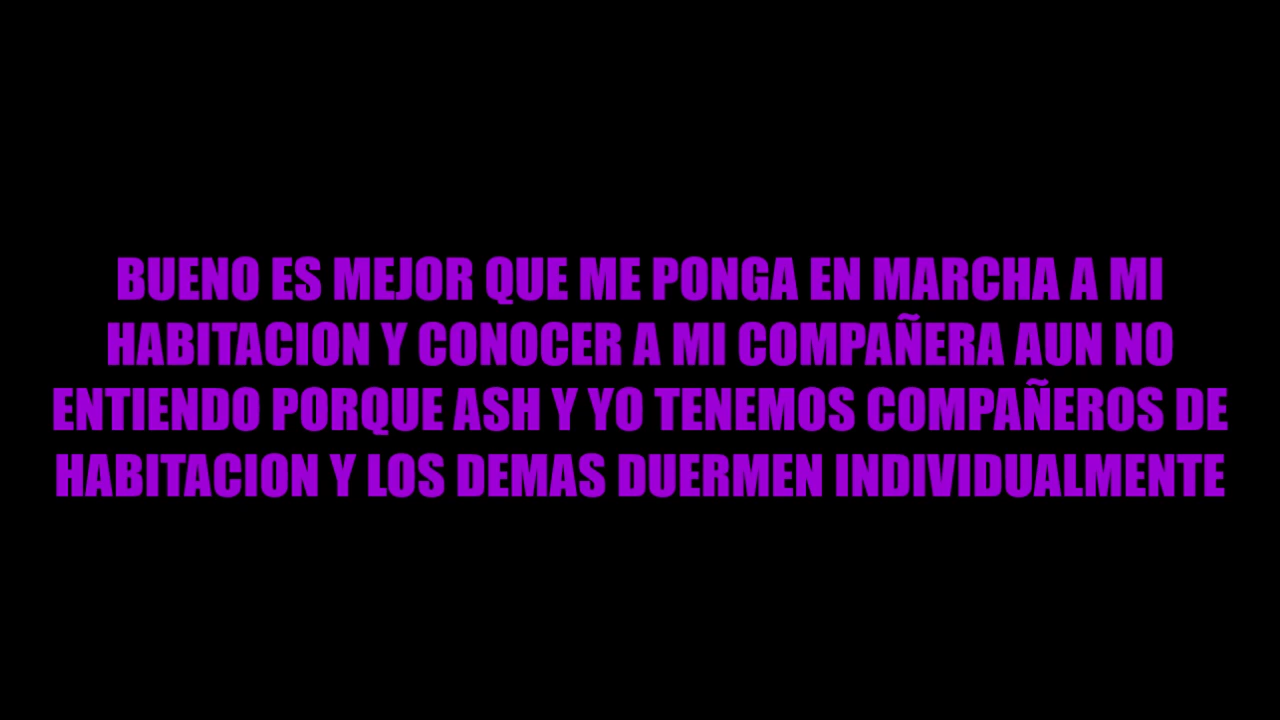 BUENO ES MEJOR QUE ME PONGA EN MARCHA A MI
HABITACION Y CONOCER A MI COMPAÑERA AUN NO
ENTIENDO PORQUE ASH Y YO TENEMOS COMPAÑEROS DE
HABITACION Y LOS DEMAS DUERMEN INDIVIDUALMENTE